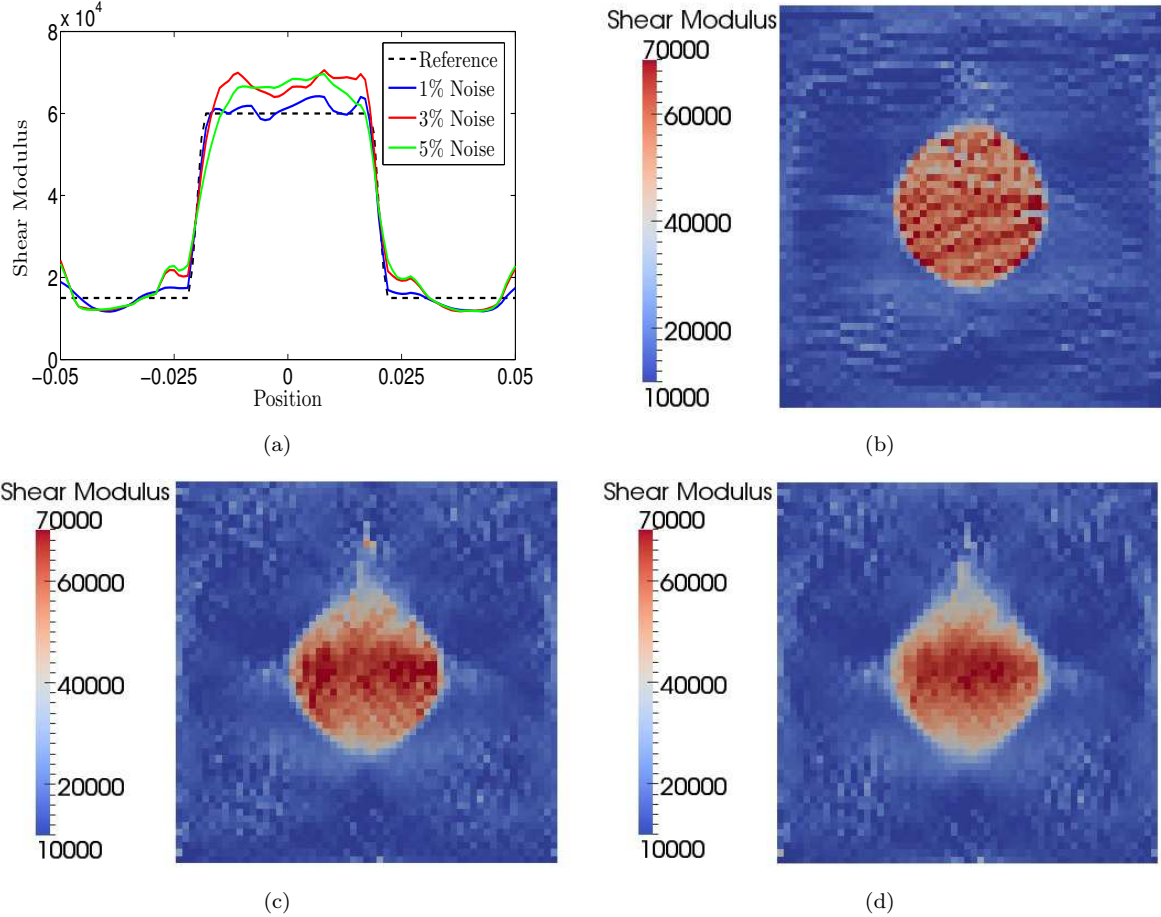 8
x 10⁴
Reference
1% Noise
3% Noise
5% Noise
6
Shear Modulus
4
2
0
−0.05
−0.025
0
0.025
0.05
Position
(a)
Shear Modulus
70000
60000
40000
20000
10000
(b)
Shear Modulus
70000
60000
40000
20000
10000
(c)
Shear Modulus
70000
60000
40000
20000
10000
(d)